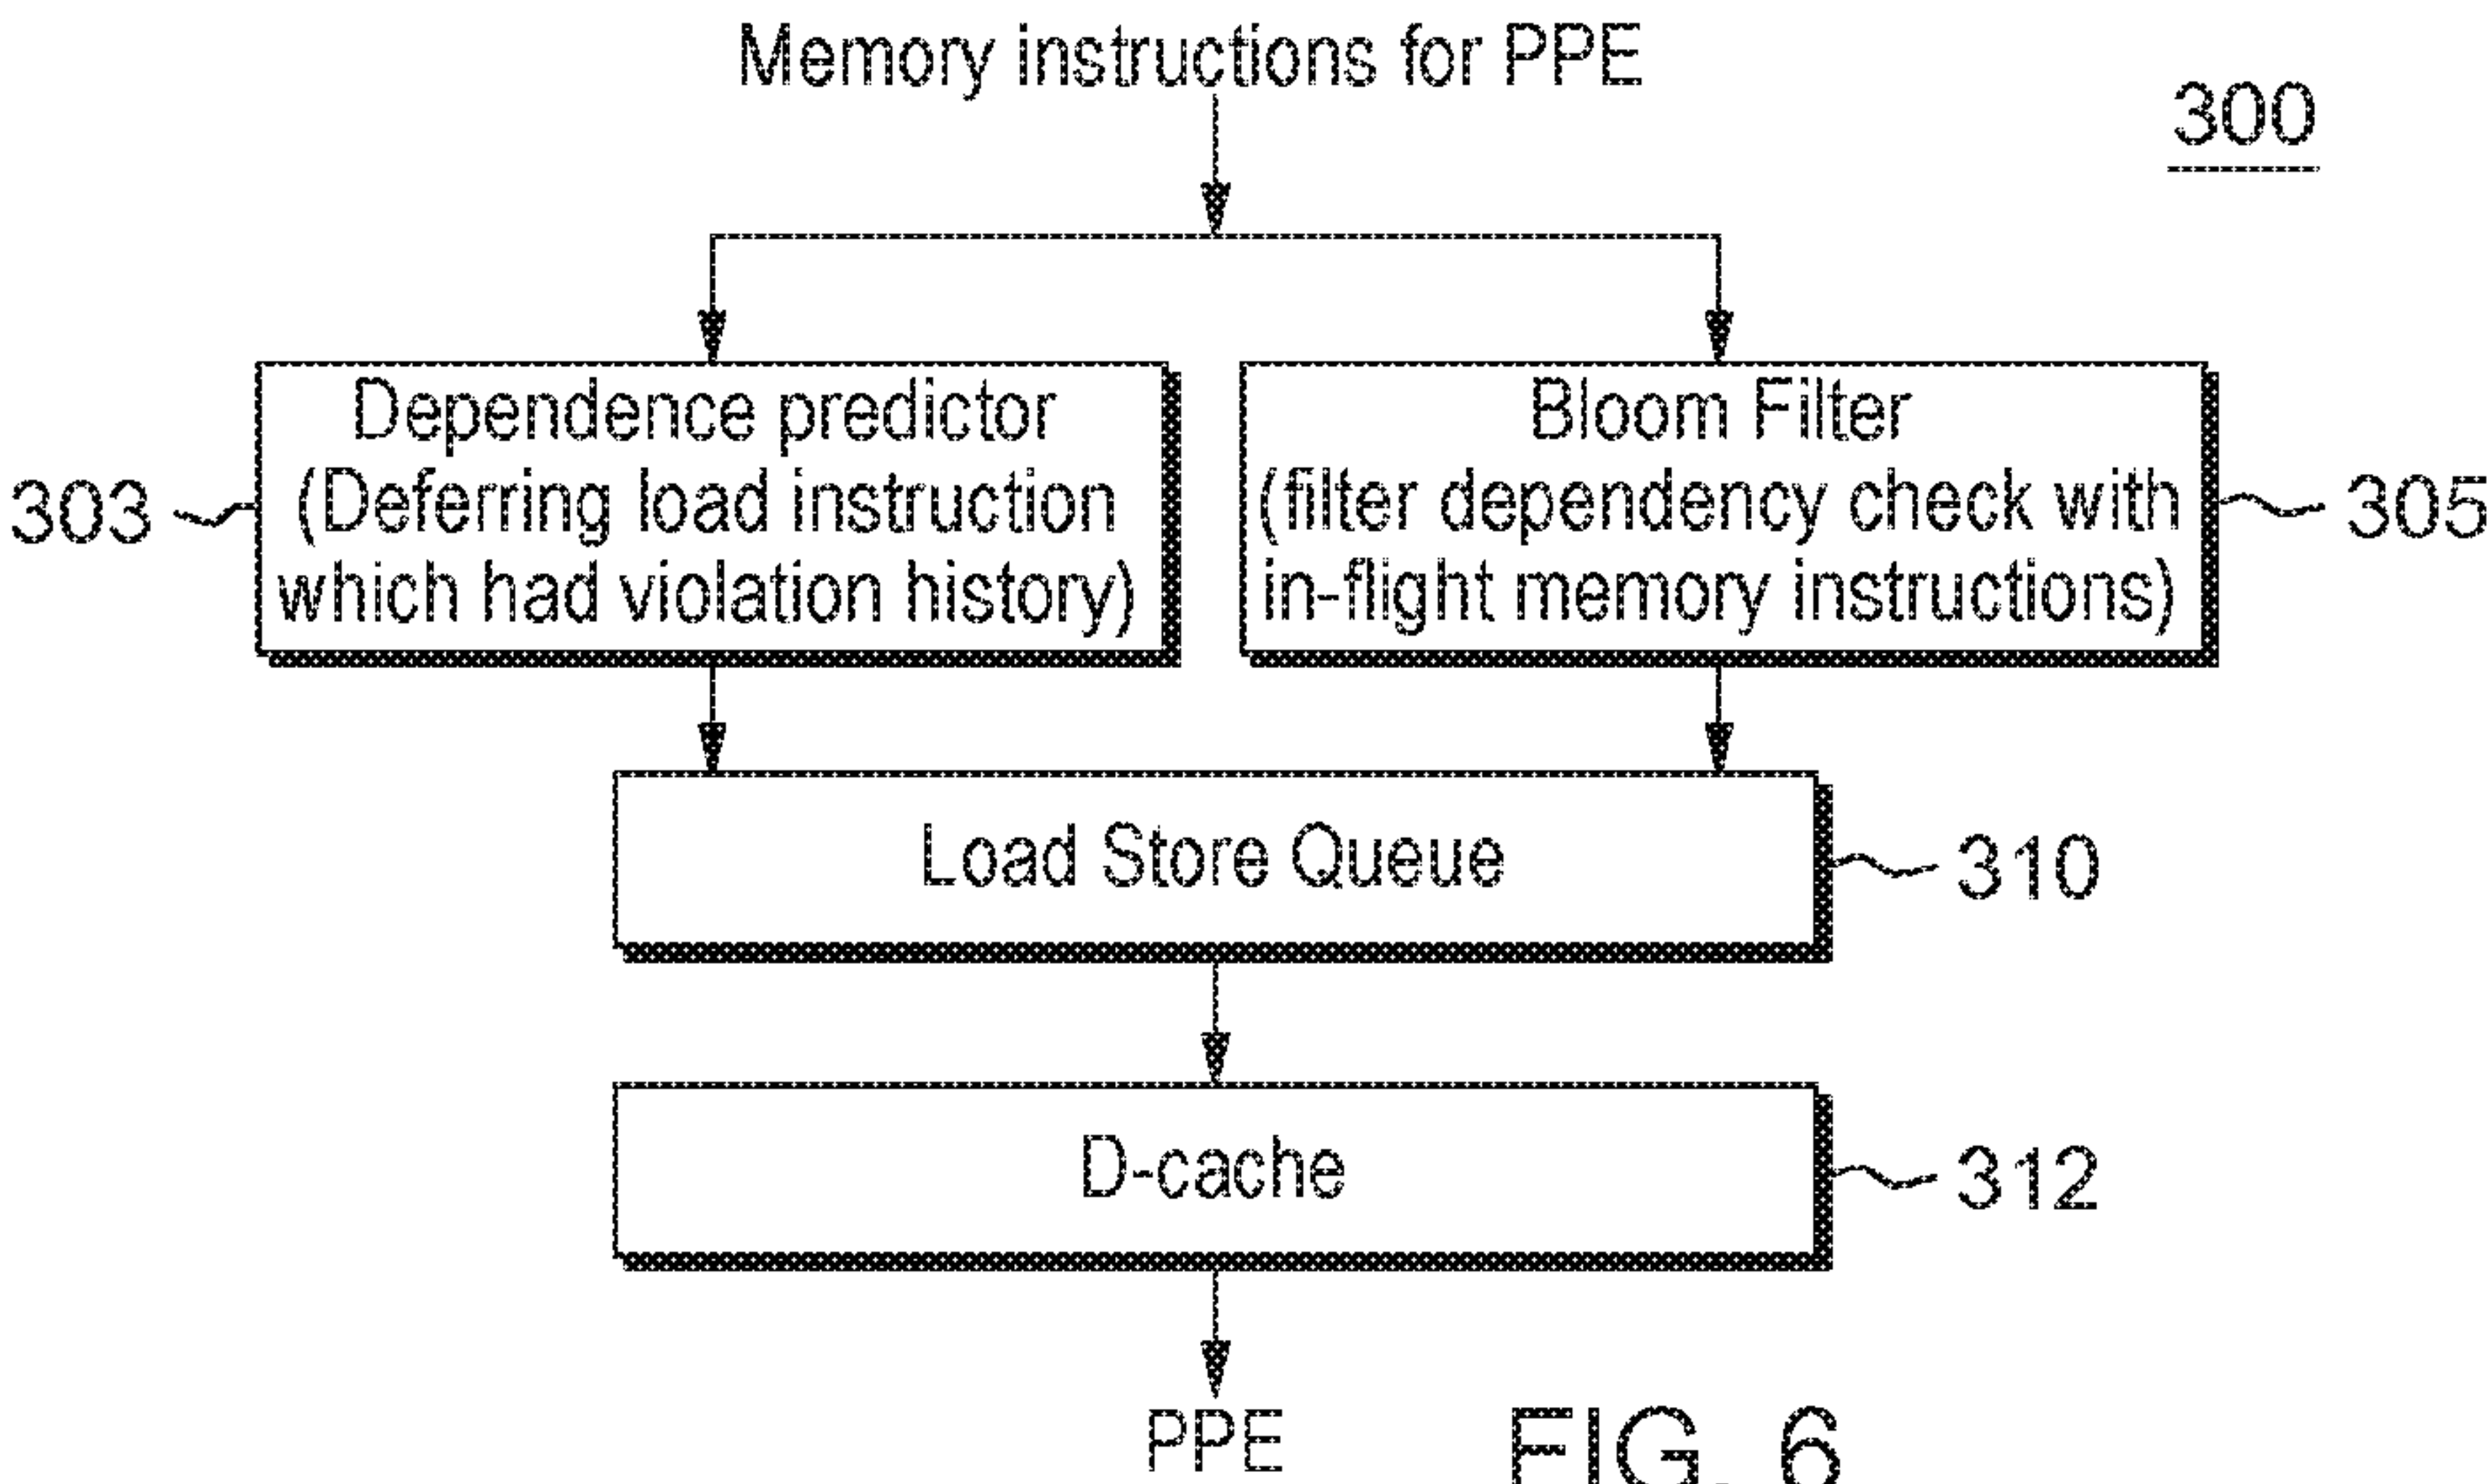 Memory instructions for PPE
300
Dependence predictor
(Deferring load instruction
which had violation history)
303
Bloom Filter
(filter dependency check with
in-flight memory instructions)
305
Load Store Queue
310
D-cache
312
PPE
FIG. 6